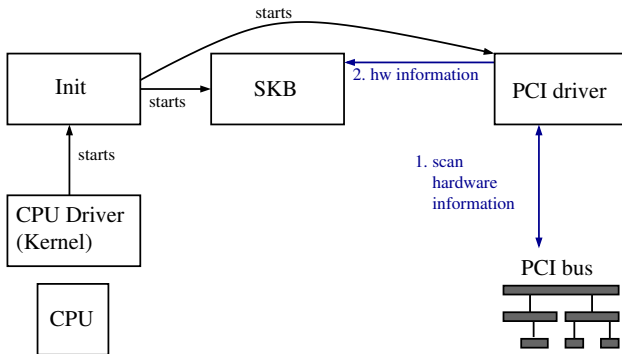 starts
Init
starts
SKB
2. hw information
PCI driver
starts
1. scan
hardware
information
CPU Driver
(Kernel)
PCI bus
CPU